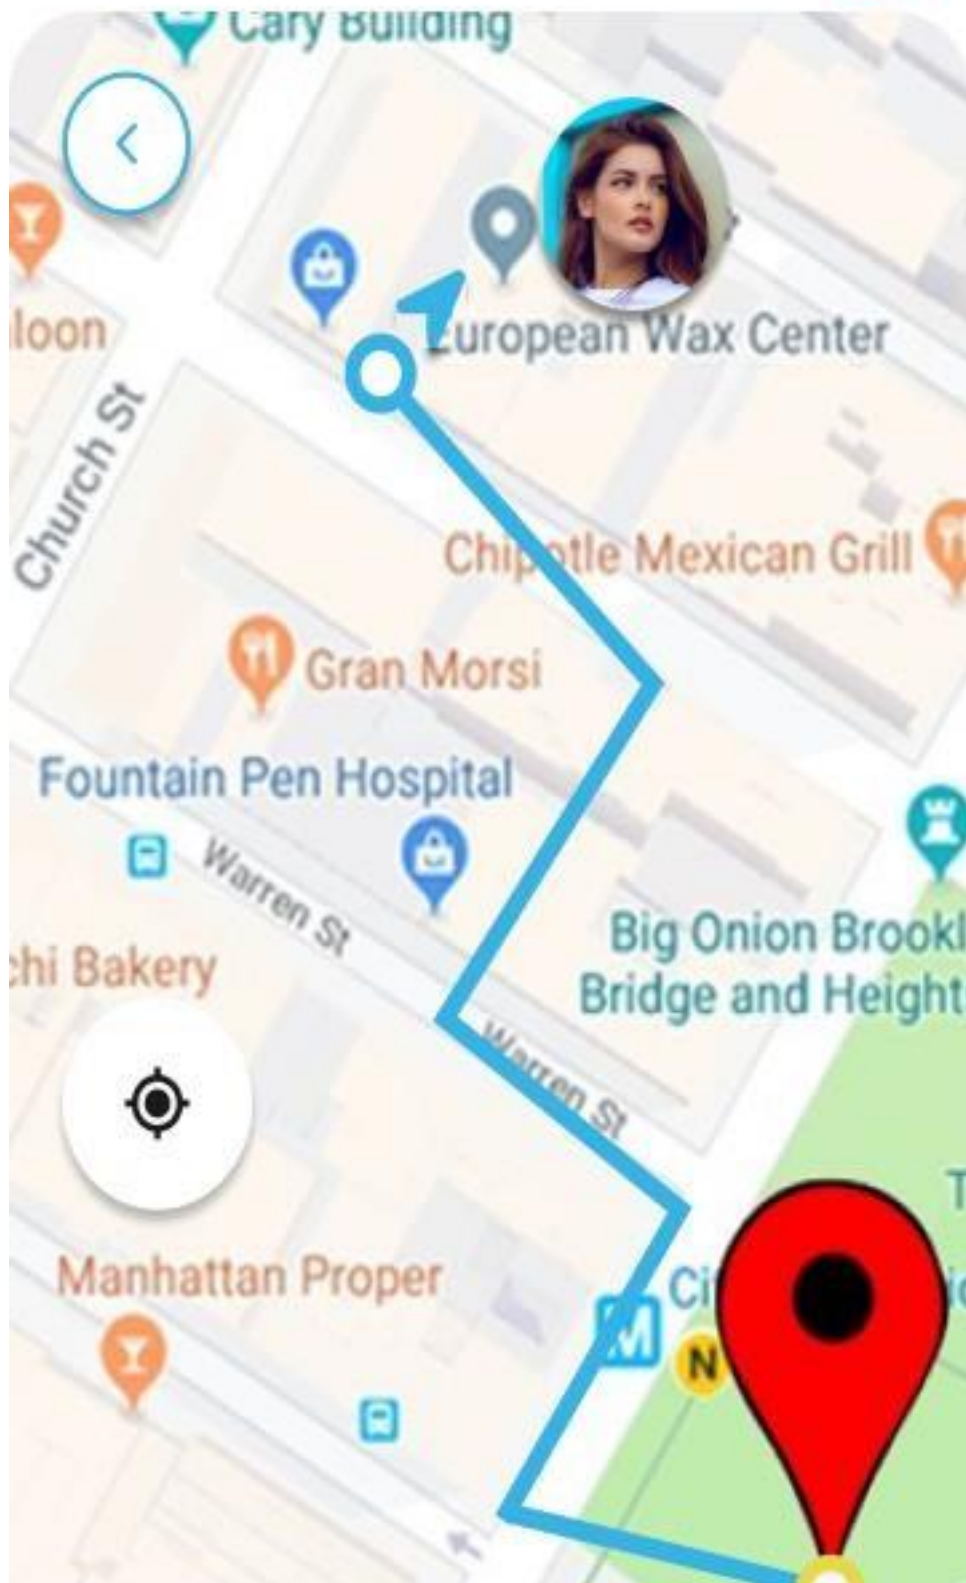 Cary Building
loon
European Wax Center
Church St
Chipotle Mexican Grill
Gran Morsi
Fountain Pen Hospital
Warren St
chi Bakery
Big Onion Brookl
Bridge and Height
Warren St
T
Manhattan Proper
Ci
M
N